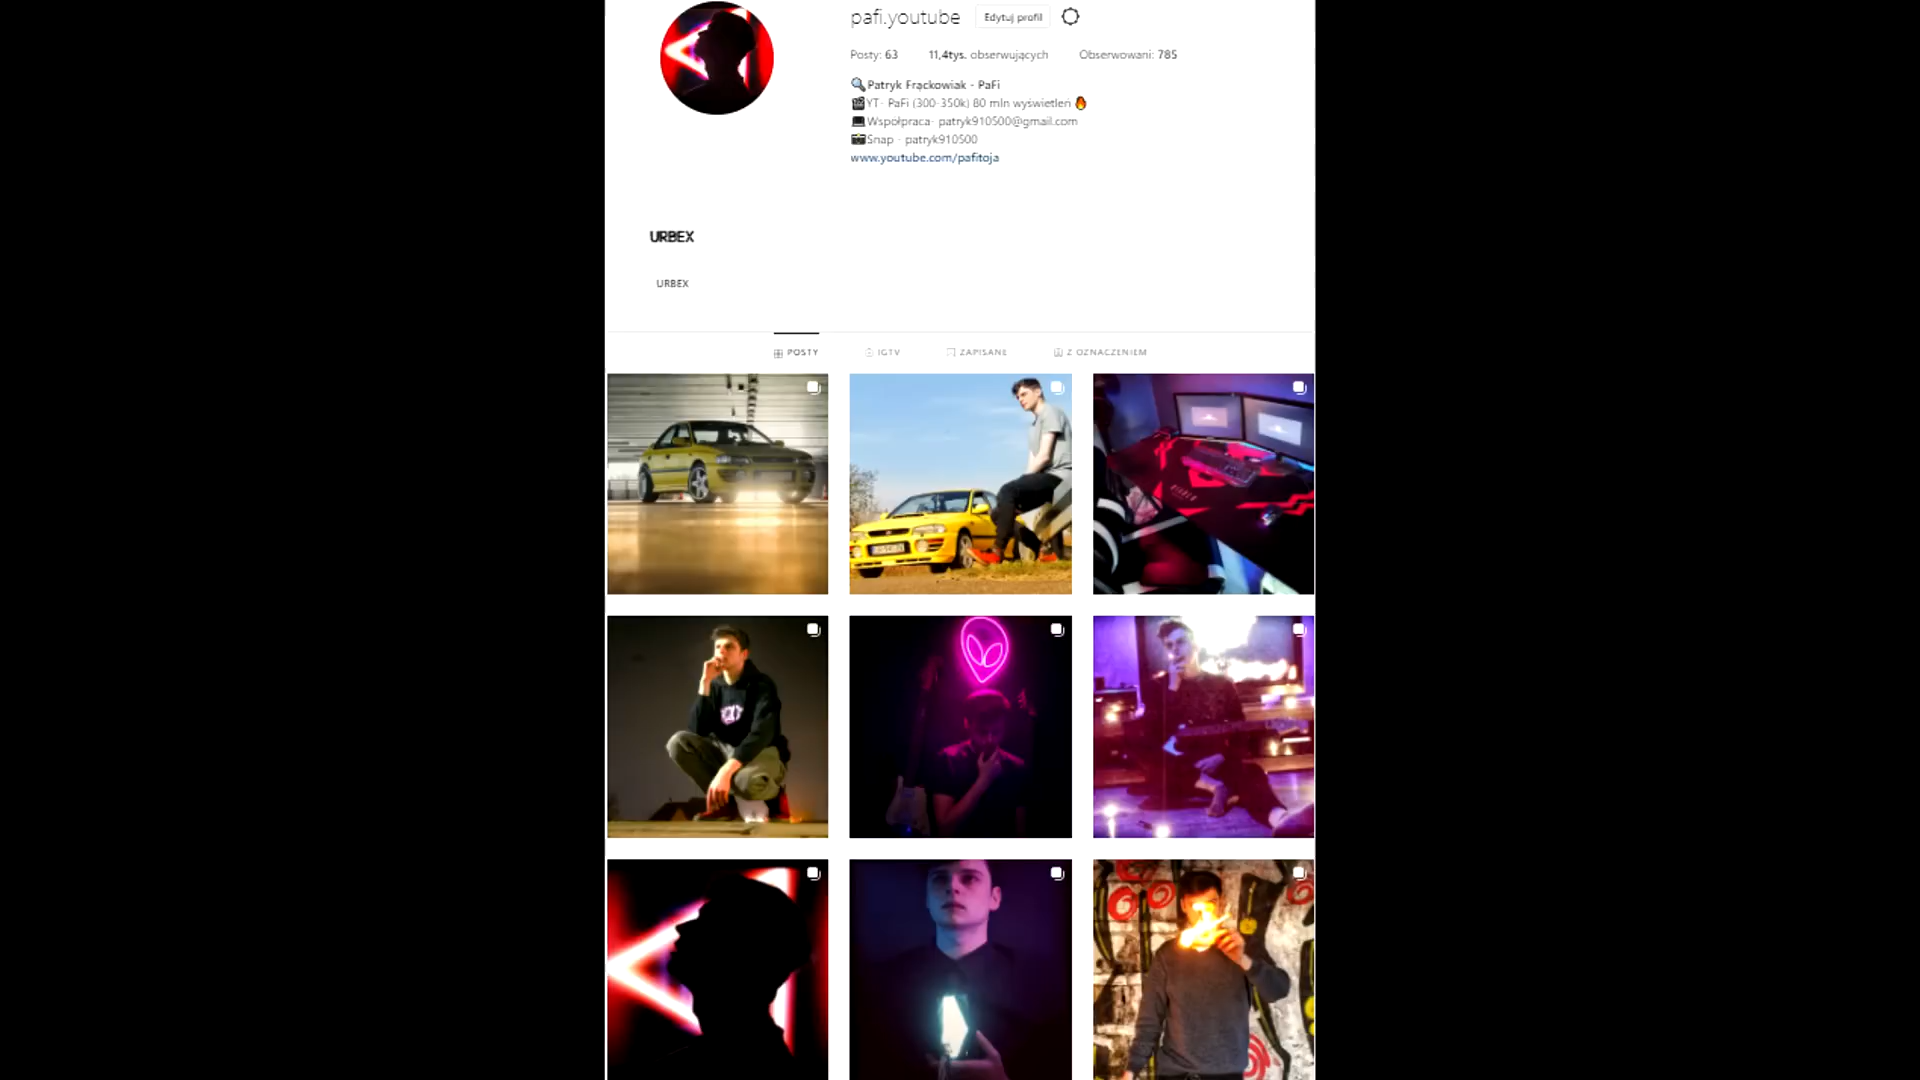 pafi.youtube Edytuj profil
Posty: 63 11,4tys. obserwujących Obserwowani: 785
Patryk Frąckowiak - PaFi
YT - PaFi (300-350k) 80 mln wyświetleń
Współpraca- patryk910500@gmail.com
Snap - patryk910500
www.youtube.com/pafitoja
URBEX
URBEX
POSTY IGTV ZAPISANE Z OZNACZENIEM